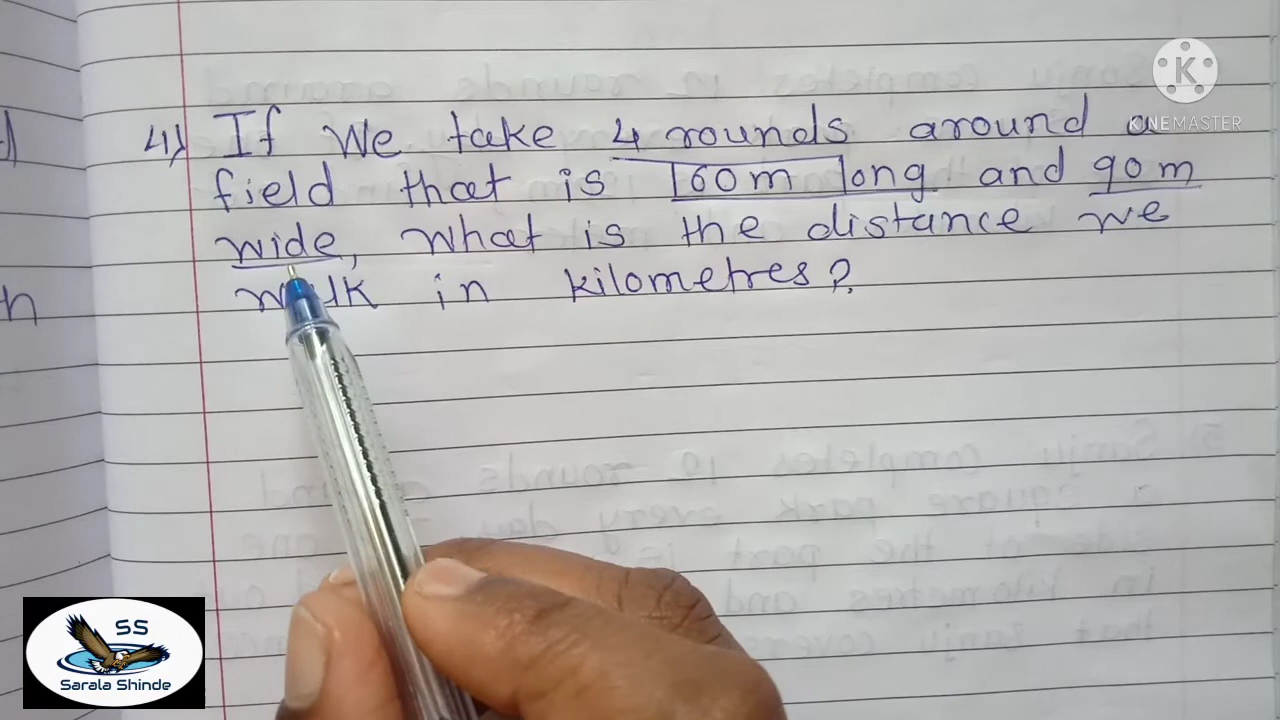 4) If We take 4 rounds around a
field that is 160m long and 90m
wide, what is the distance we
walk in kilometres?
KINEMASTER
SS
Sarala Shinde